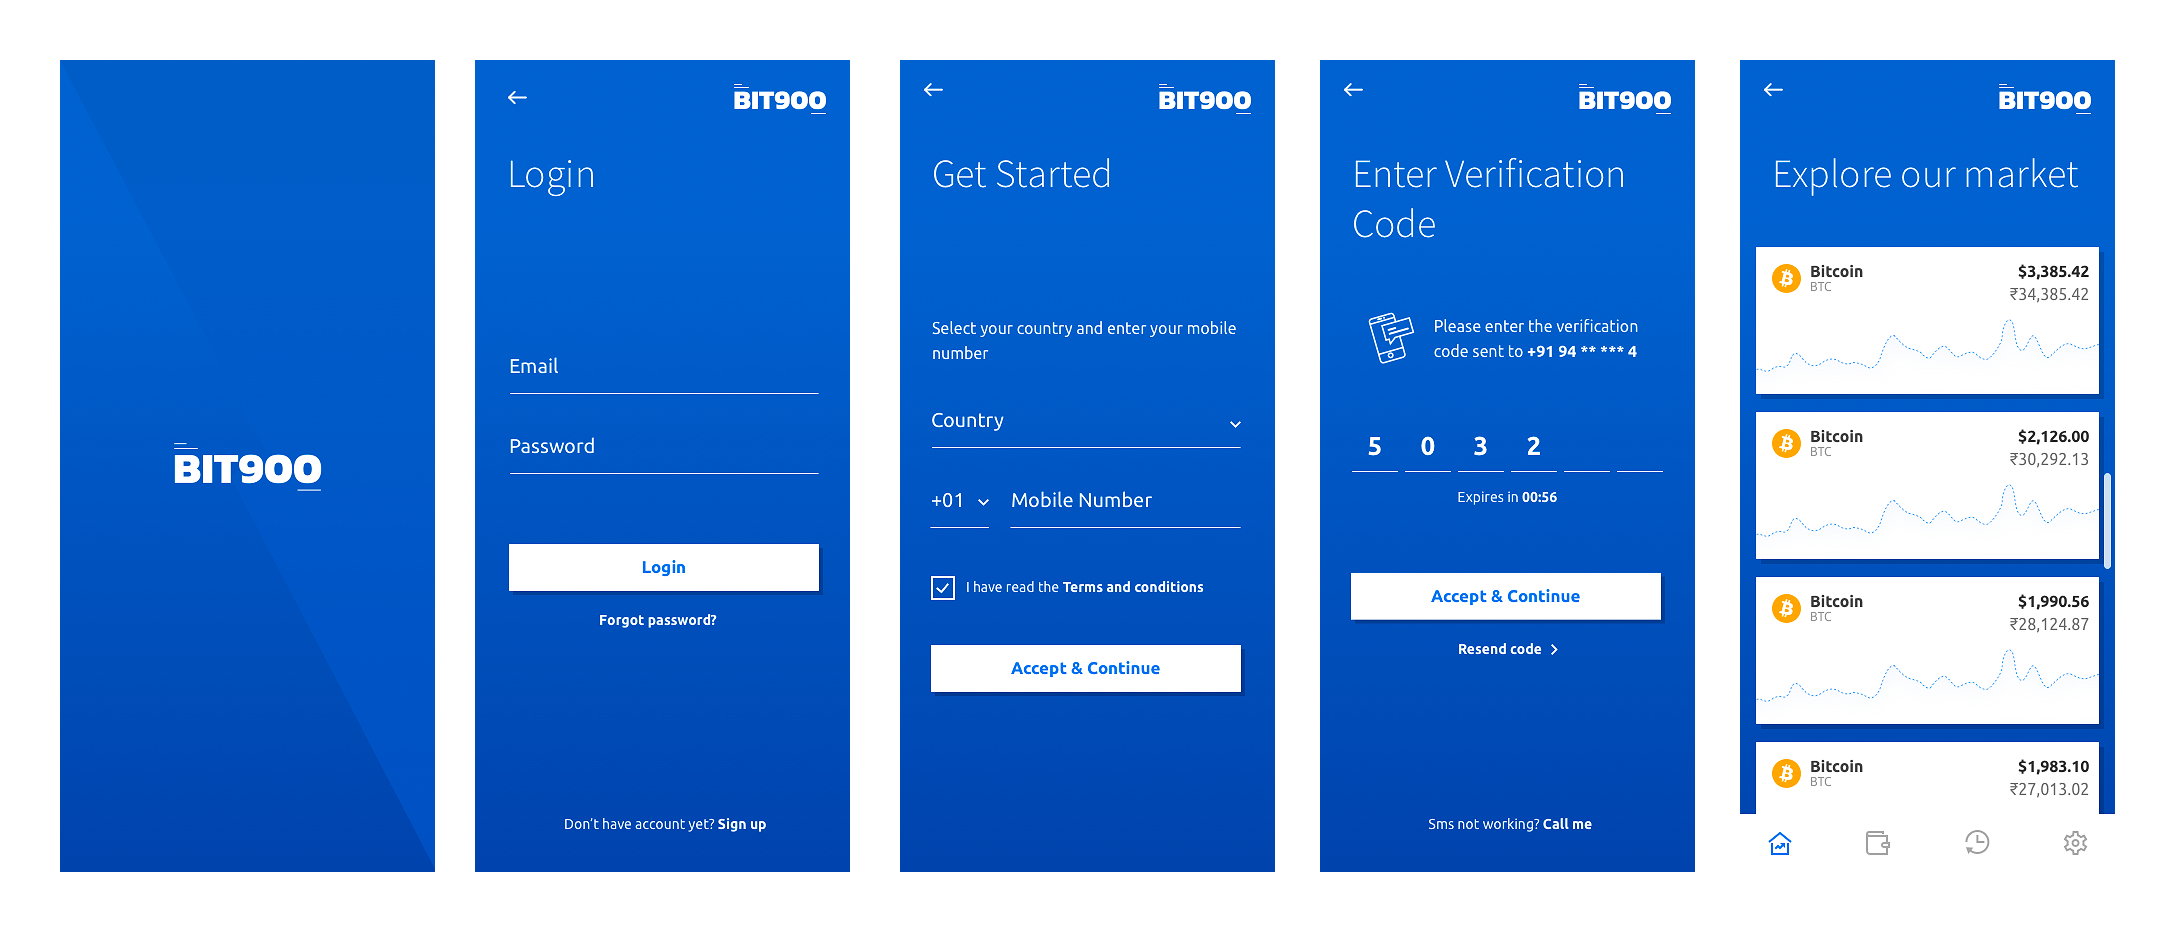 BIT900
BIT900
Login
Email
Password
Login
Forgot password?
Don't have account yet? Sign up
BIT900
Get Started
Select your country and enter your mobile
number
Country
+01 Mobile Number
I have read the Terms and conditions
Accept & Continue
BIT900
Enter Verification
Code
Please enter the verification
code sent to +91 94 ** *** 4
5 0 3 2
Expires in 00:56
Accept & Continue
Resend code
Sms not working? Call me
BIT900
Explore our market
Bitcoin $3,385.42
BTC ₹34,385.42
Bitcoin $2,126.00
BTC ₹30,292.13
Bitcoin $1,990.56
BTC ₹28,124.87
Bitcoin $1,983.10
BTC ₹27,013.02